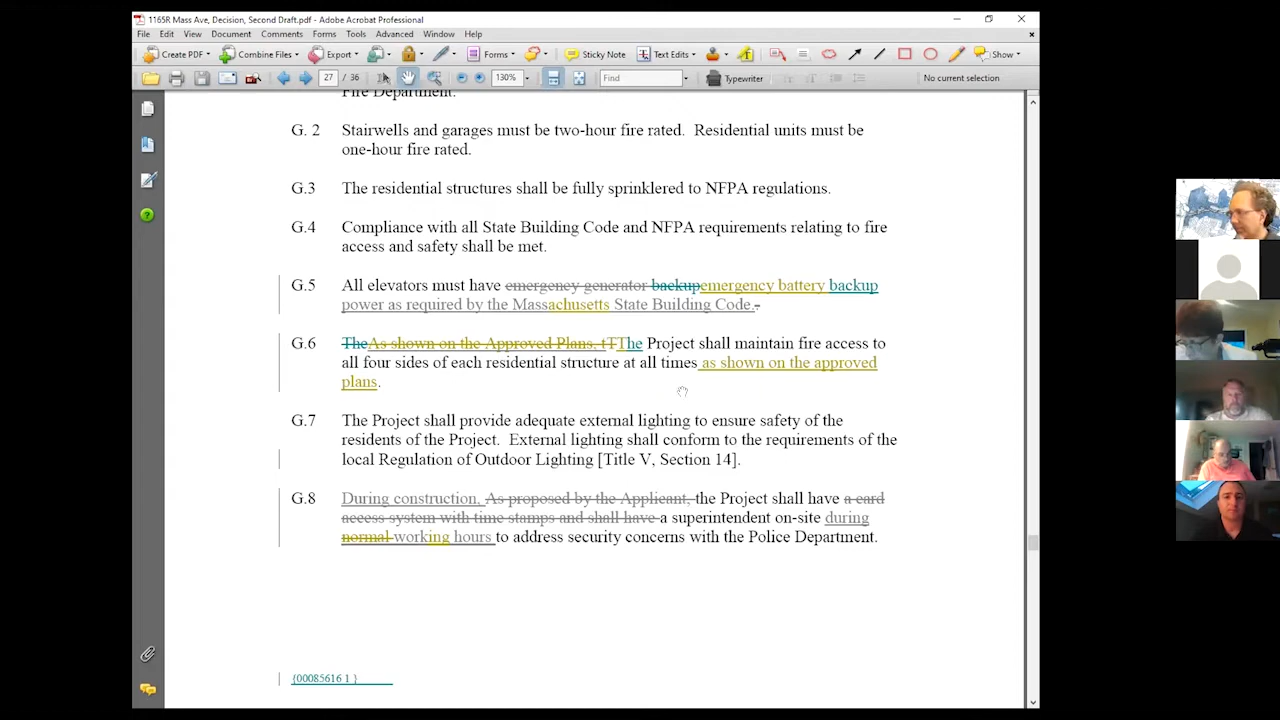 1165R Mass Ave, Decision, Second Draft.pdf - Adobe Acrobat Professional
File Edit View Document Comments Forms Tools Advanced Window Help
Create PDF Combine Files Export Forms Sticky Note Text Edits Show
27 / 36 130% Find Typewriter No current selection
Fire Department.
G. 2 Stairwells and garages must be two-hour fire rated. Residential units must be
one-hour fire rated.
G.3 The residential structures shall be fully sprinklered to NFPA regulations.
G.4 Compliance with all State Building Code and NFPA requirements relating to fire
access and safety shall be met.
G.5 All elevators must have emergency generator backupemergency battery backup
power as required by the Massachusetts State Building Code.-
G.6 TheAs shown on the Approved Plans, tTThe Project shall maintain fire access to
all four sides of each residential structure at all times as shown on the approved
plans.
G.7 The Project shall provide adequate external lighting to ensure safety of the
residents of the Project. External lighting shall conform to the requirements of the
local Regulation of Outdoor Lighting [Title V, Section 14].
G.8 During construction, As proposed by the Applicant, the Project shall have a card
access system with time stamps and shall have a superintendent on-site during
normal working hours to address security concerns with the Police Department.
{00085616 1 }